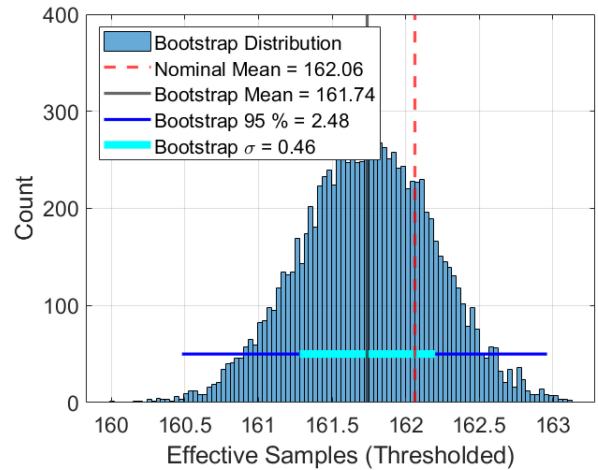 400
300
200
100
0
Count
Bootstrap Distribution
Nominal Mean = 162.06
Bootstrap Mean = 161.74
Bootstrap 95 % = 2.48
Bootstrap σ = 0.46
160 160.5 161 161.5 162 162.5 163
Effective Samples (Thresholded)